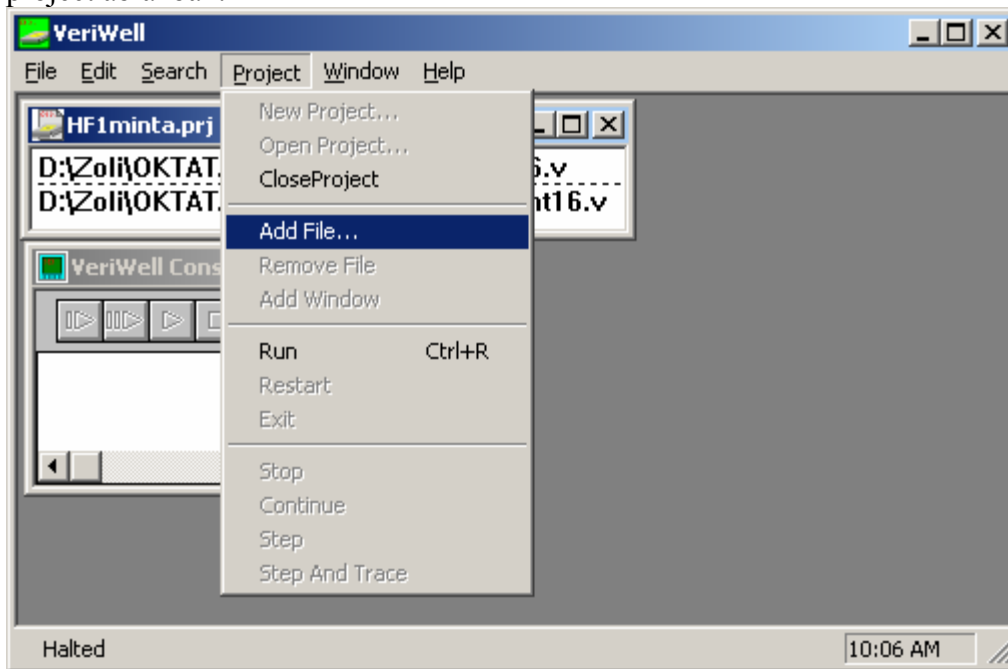 VeriWell
File Edit Search Project Window Help
HF1minta.prj
D:\Zoli\OKTAT
6.v
D:\Zoli\OKTAT
nt16.v
VeriWell Cons
New Project...
Open Project...
CloseProject
Add File...
Remove File
Add Window
Run Ctrl+R
Restart
Exit
Stop
Continue
Step
Step And Trace
Halted 10:06 AM